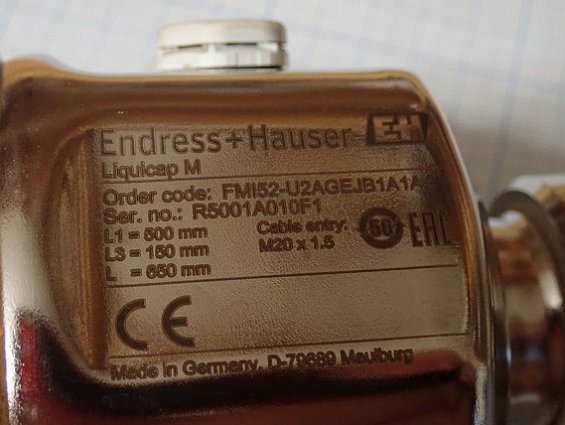 Endress+Hauser EH
Liquicap M
Order code: FMI52-U2AGEJB1A1A
Ser. no.: R5001A010F1
L1 = 500 mm Cable entry:
L3 = 150 mm M20 x 1.5
L = 650 mm
EAC
CE
Made in Germany, D-79689 Maulburg